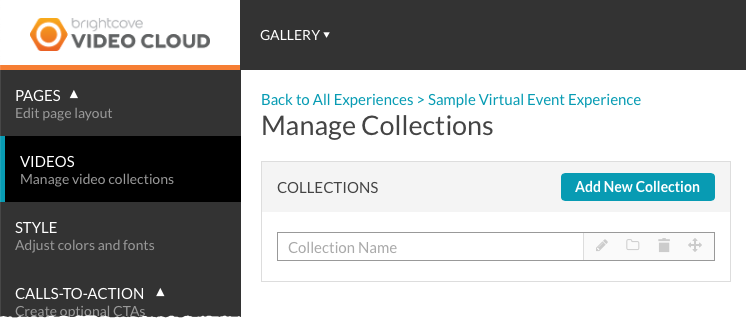 brightcove
VIDEO CLOUD
GALLERY ▾
PAGES ▲
Edit page layout
VIDEOS
Manage video collections
STYLE
Adjust colors and fonts
CALLS-TO-ACTION ▲
Create optional CTAs
Back to All Experiences > Sample Virtual Event Experience
Manage Collections
COLLECTIONS
Add New Collection
Collection Name